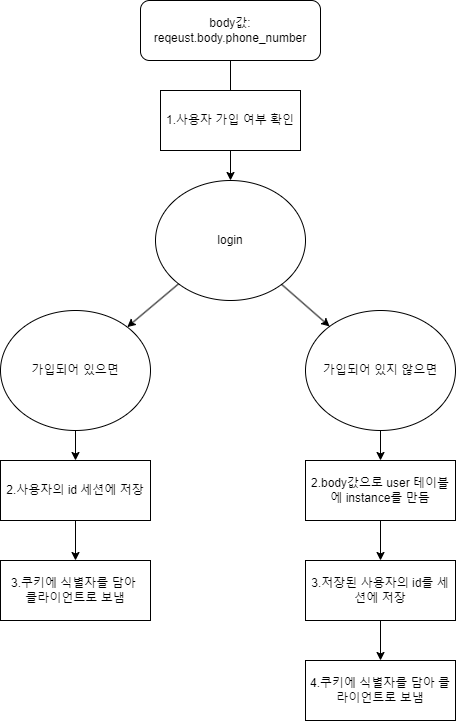 body값:
reqeust.body.phone_number
1.사용자 가입 여부 확인
login
가입되어 있으면
가입되어 있지 않으면
2.사용자의 id 세션에 저장
2.body값으로 user 테이블
에 instance를 만듬
3.쿠키에 식별자를 담아
클라이언트로 보냄
3.저장된 사용자의 id를 세
션에 저장
4.쿠키에 식별자를 담아 클
라이언트로 보냄